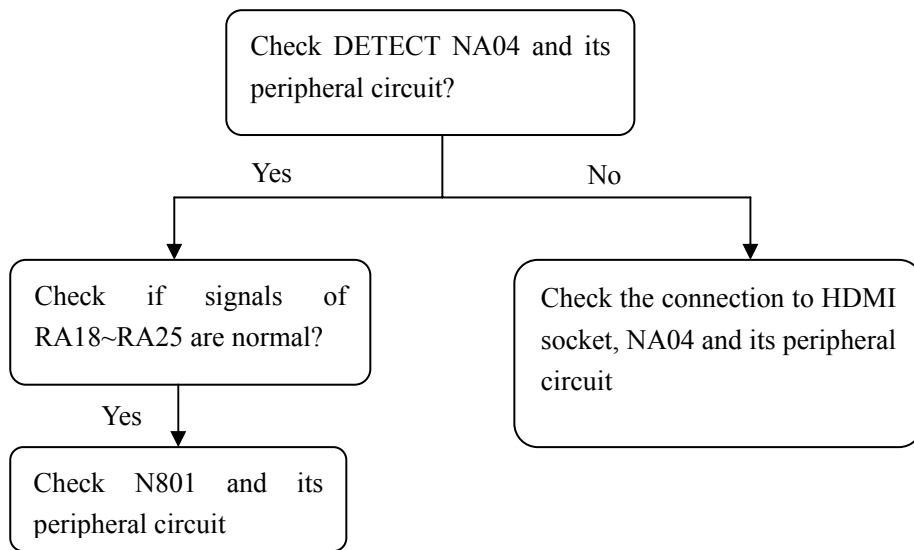 Check DETECT NA04 and its
peripheral circuit?
Yes
No
Check if signals of
RA18~RA25 are normal?
Check the connection to HDMI
socket, NA04 and its peripheral
circuit
Yes
Check N801 and its
peripheral circuit